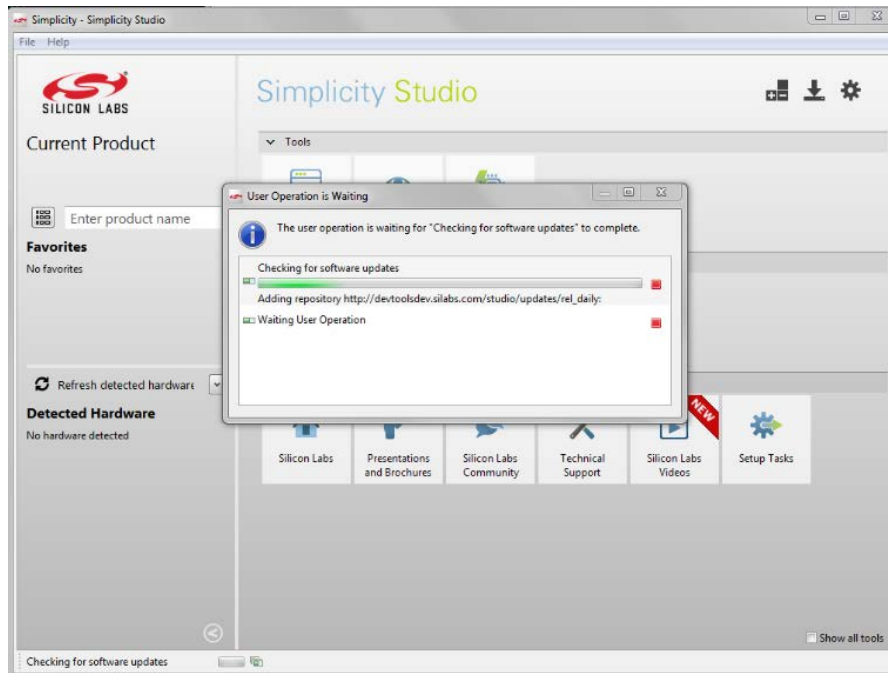 Simplicity - Simplicity Studio
File Help
SILICON LABS
Simplicity Studio
Current Product
Tools
Enter product name
Favorites
No favorites
User Operation is Waiting
The user operation is waiting for "Checking for software updates" to complete.
Checking for software updates
Adding repository http://devtoolsdev.silabs.com/studio/updates/rel_daily:
Waiting User Operation
Refresh detected hardware
Detected Hardware
No hardware detected
NEW
Silicon Labs
Presentations
and Brochures
Silicon Labs
Community
Technical
Support
Silicon Labs
Videos
Setup Tasks
Show all tools
Checking for software updates